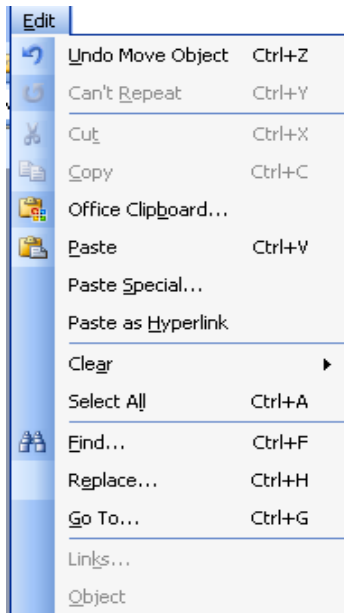 Edit
Undo Move Object Ctrl+Z
Can't Repeat Ctrl+Y
Cut Ctrl+X
Copy Ctrl+C
Office Clipboard...
Paste Ctrl+V
Paste Special...
Paste as Hyperlink
Clear
Select All Ctrl+A
Find... Ctrl+F
Replace... Ctrl+H
Go To... Ctrl+G
Links...
Object